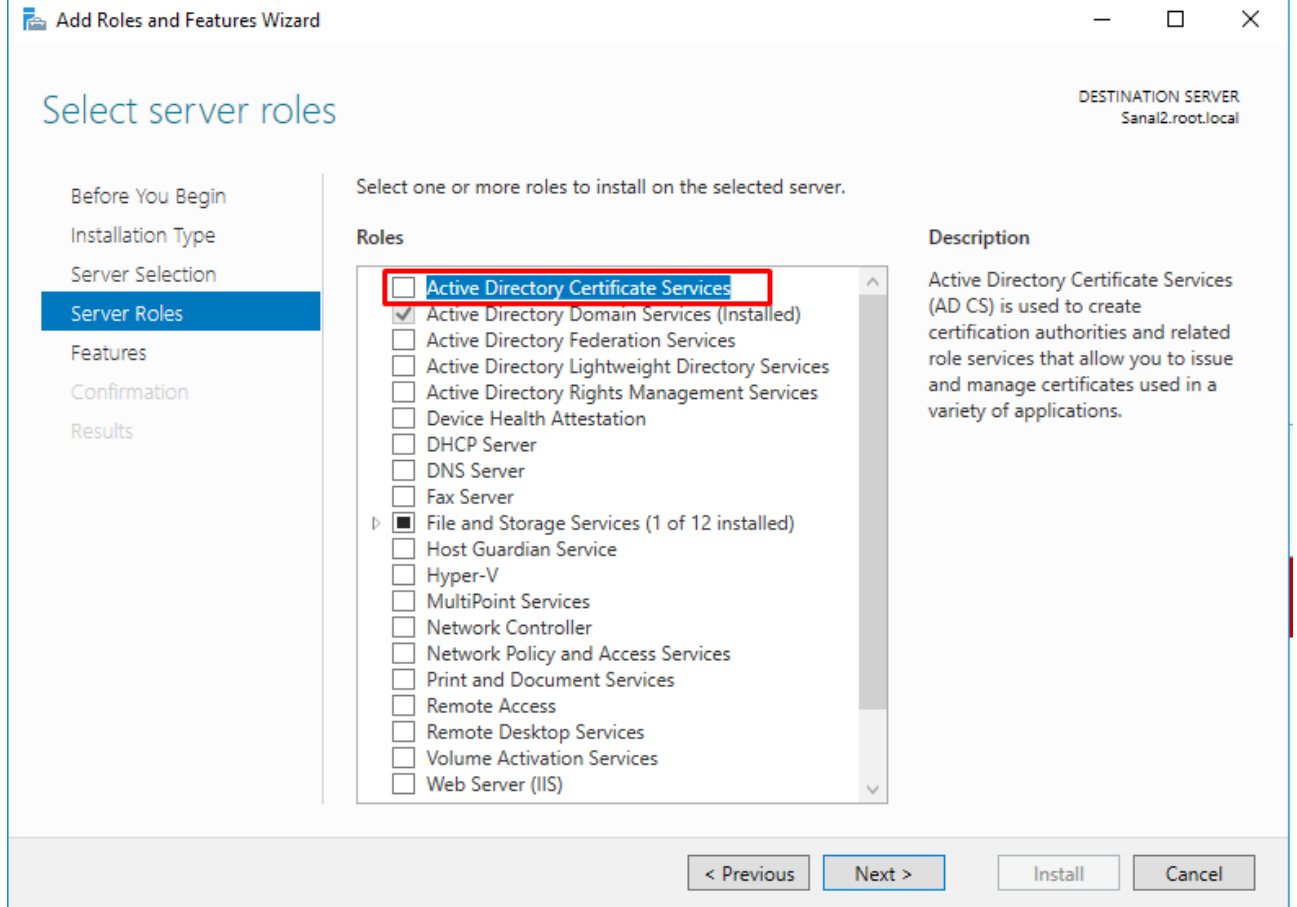 Add Roles and Features Wizard
Select server roles
DESTINATION SERVER
Sanal2.root.local
Before You Begin
Installation Type
Server Selection
Server Roles
Features
Confirmation
Results
Select one or more roles to install on the selected server.
Roles
Active Directory Certificate Services
Active Directory Domain Services (Installed)
Active Directory Federation Services
Active Directory Lightweight Directory Services
Active Directory Rights Management Services
Device Health Attestation
DHCP Server
DNS Server
Fax Server
File and Storage Services (1 of 12 installed)
Host Guardian Service
Hyper-V
MultiPoint Services
Network Controller
Network Policy and Access Services
Print and Document Services
Remote Access
Remote Desktop Services
Volume Activation Services
Web Server (IIS)
Description
Active Directory Certificate Services
(AD CS) is used to create
certification authorities and related
role services that allow you to issue
and manage certificates used in a
variety of applications.
< Previous
Next >
Install
Cancel